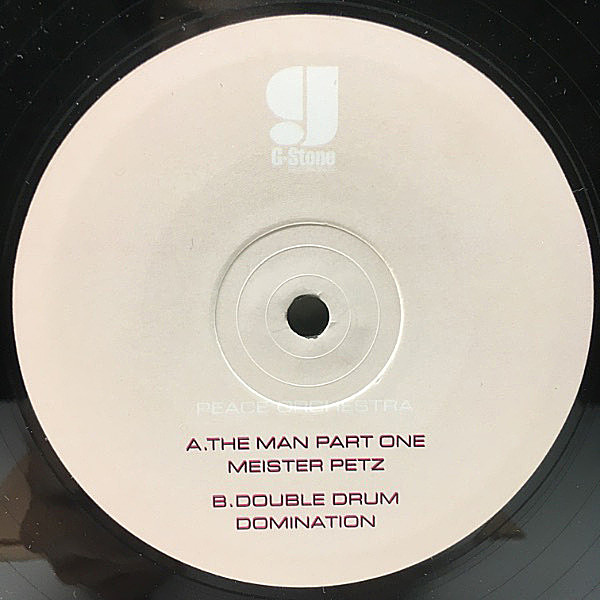 g
G-Stone
PEACE ORCHESTRA
A.THE MAN PART ONE
MEISTER PETZ
B.DOUBLE DRUM
DOMINATION